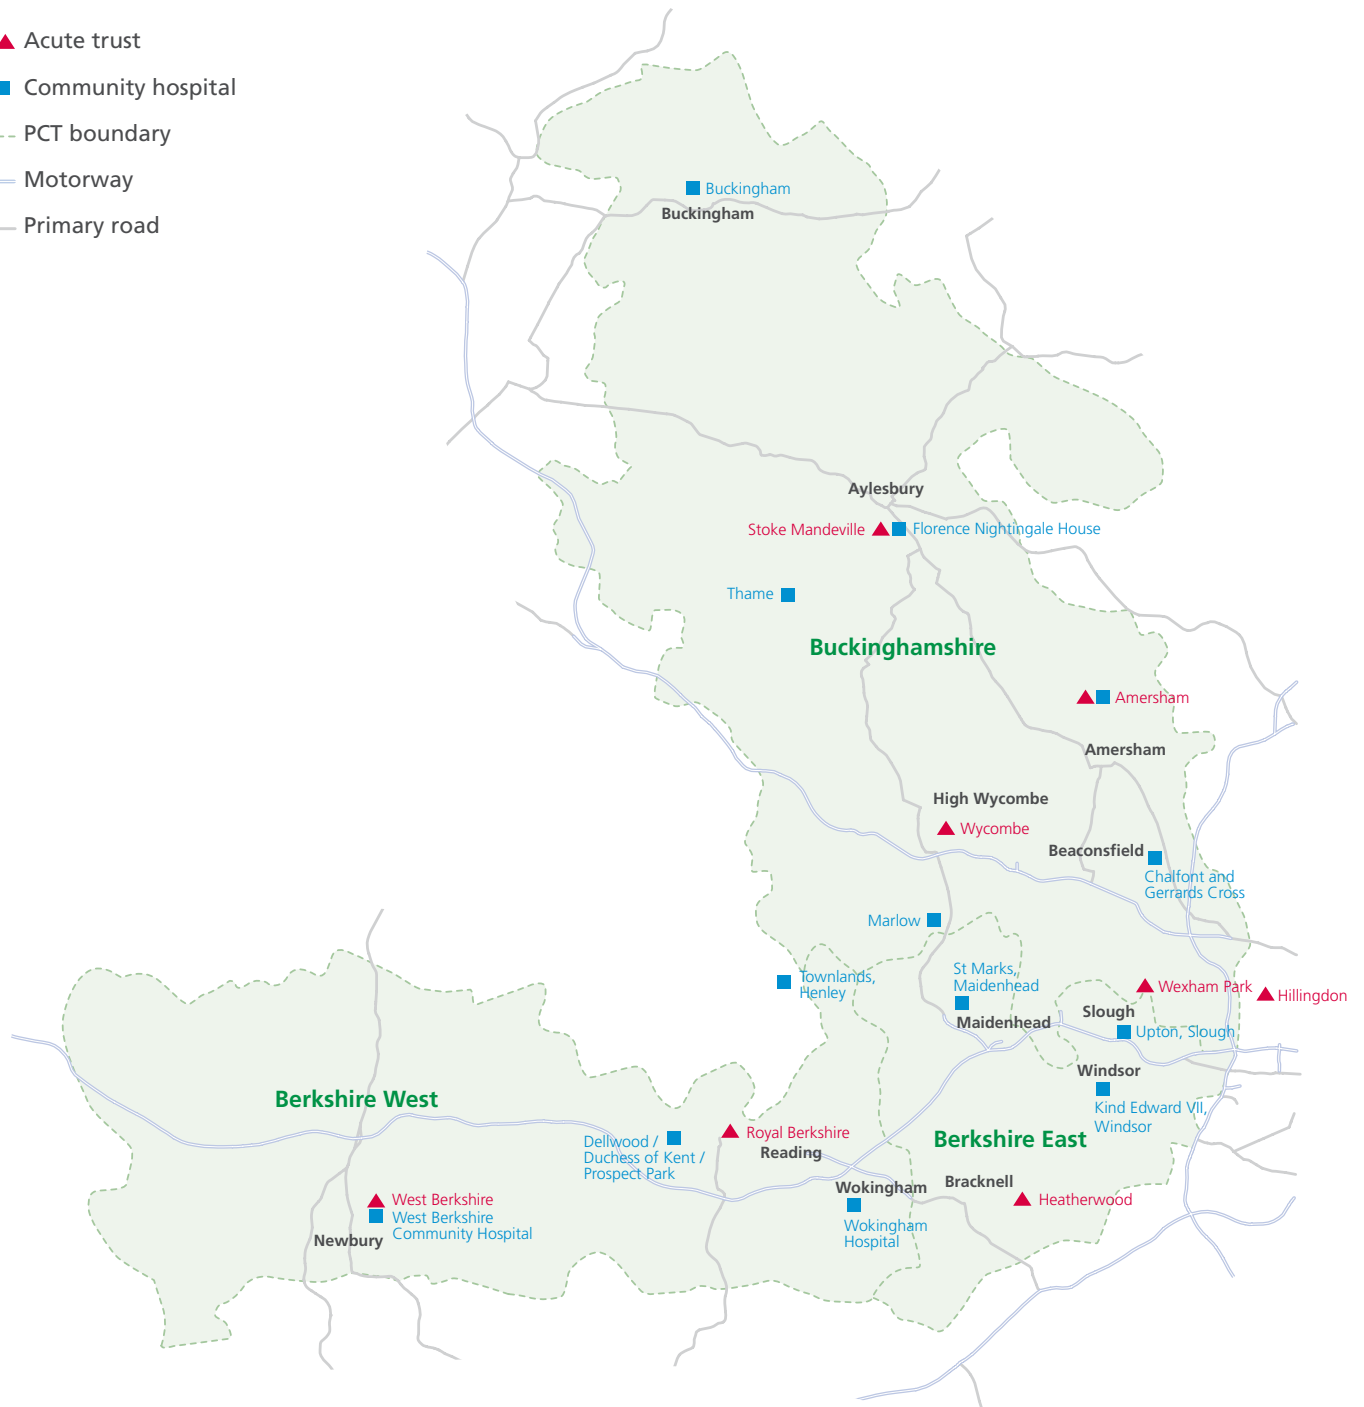 Acute trust
Community hospital
PCT boundary
Motorway
Primary road
Buckingham
Buckingham
Aylesbury
Stoke Mandeville
Florence Nightingale House
Thame
Buckinghamshire
Amersham
Amersham
High Wycombe
Wycombe
Beaconsfield
Chalfont and
Gerrards Cross
Marlow
Townlands,
Henley
St Marks,
Maidenhead
Maidenhead
Wexham Park
Hillingdon
Slough
Upton, Slough
Windsor
Kind Edward VII,
Windsor
Berkshire West
Berkshire East
Dellwood /
Duchess of Kent /
Prospect Park
Royal Berkshire
Reading
Bracknell
Wokingham
Heatherwood
Wokingham
Hospital
West Berkshire
West Berkshire
Community Hospital
Newbury